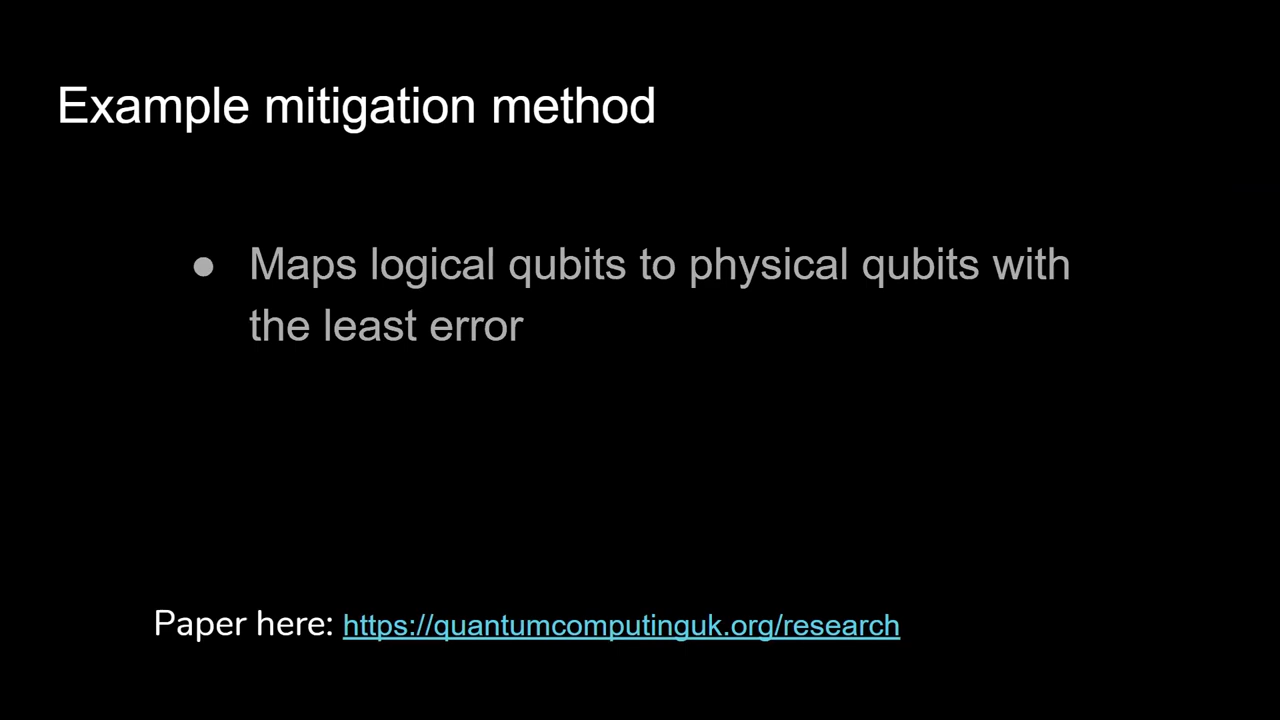 Example mitigation method
● Maps logical qubits to physical qubits with
the least error
Paper here: https://quantumcomputinguk.org/research